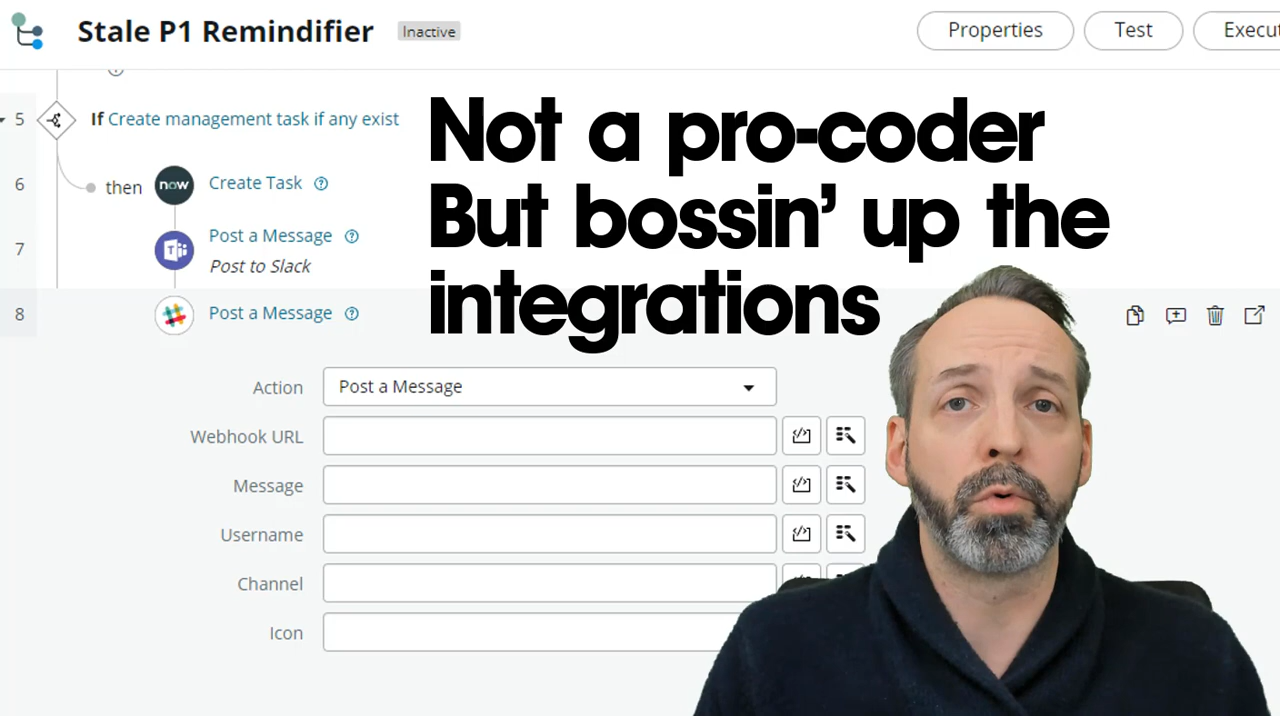 Stale P1 Remindifier
Inactive
Properties
Test
Execu
5
If Create management task if any exist
Not a pro-coder
But bossin’ up the
integrations
6
then
now
Create Task
7
Post a Message
Post to Slack
8
Post a Message
Action
Post a Message
Webhook URL
Message
Username
Channel
Icon